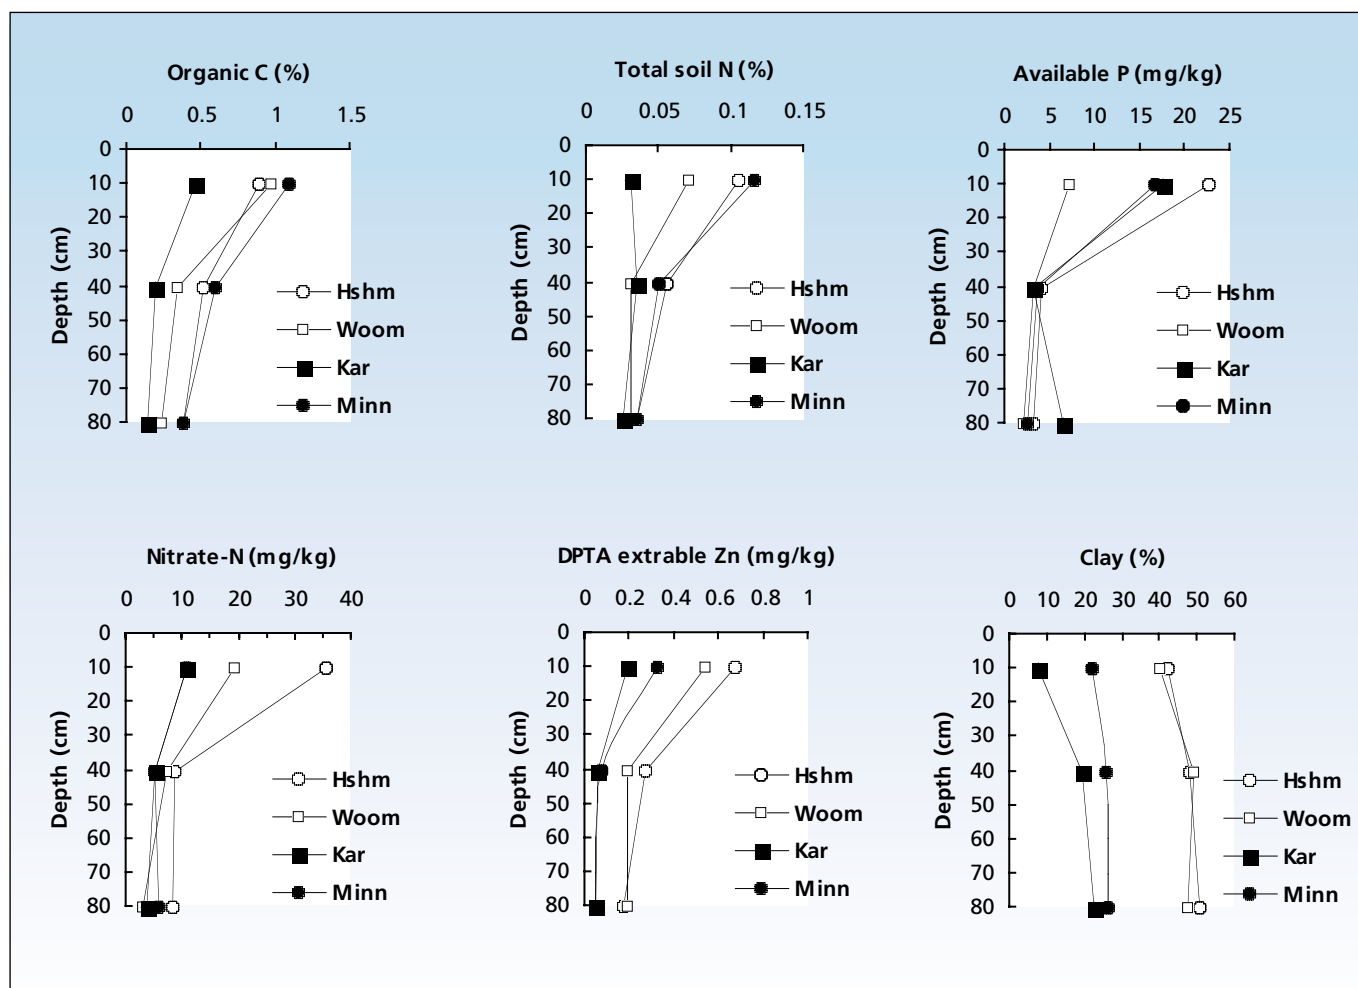 Organic C (%)
0 0.5 1 1.5
Depth (cm)
0
10
20
30
40
50
60
70
80
Hshm
Woom
Kar
Minn
Total soil N (%)
0 0.05 0.1 0.15
Depth (cm)
0
10
20
30
40
50
60
70
80
Hshm
Woom
Kar
Minn
Available P (mg/kg)
0 5 10 15 20 25
Depth (cm)
0
10
20
30
40
50
60
70
80
Hshm
Woom
Kar
Minn
Nitrate-N (mg/kg)
0 10 20 30 40
Depth (cm)
0
10
20
30
40
50
60
70
80
Hshm
Woom
Kar
Minn
DPTA extrable Zn (mg/kg)
0 0.2 0.4 0.6 0.8 1
Depth (cm)
0
10
20
30
40
50
60
70
80
Hshm
Woom
Kar
Minn
Clay (%)
0 10 20 30 40 50 60
Depth (cm)
0
10
20
30
40
50
60
70
80
Hshm
Woom
Kar
Minn